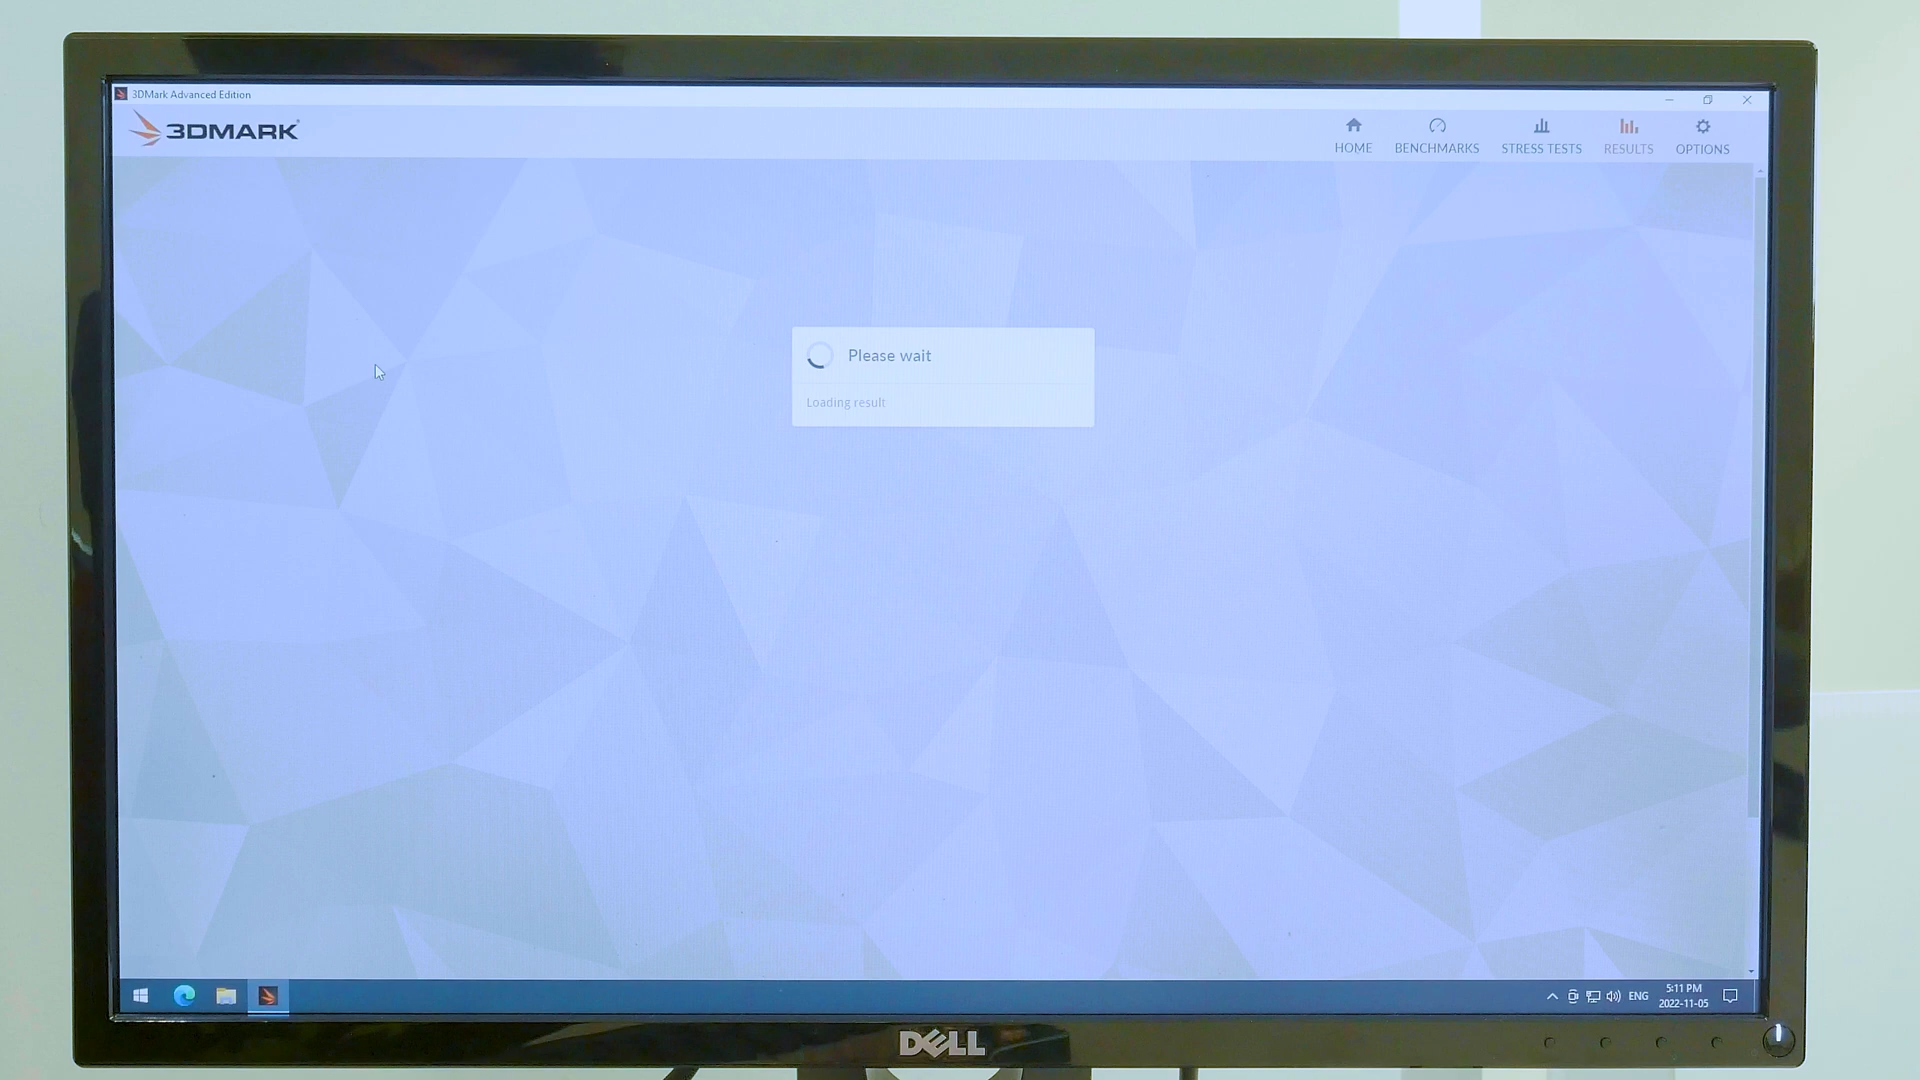 3DMark Advanced Edition
3DMARK
HOME
BENCHMARKS
STRESS TESTS
RESULTS
OPTIONS
Please wait
Loading result
ENG
5:11 PM
2022-11-05
DELL